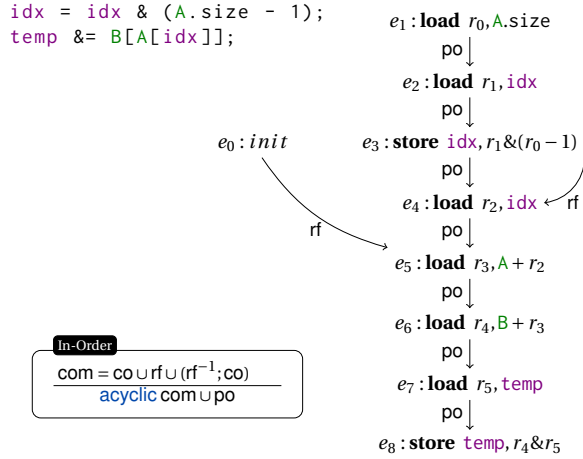 idx = idx & (A.size - 1);
temp &= B[A[idx]];
e₁ : load r₀, A.size
po
e₂ : load r₁, idx
po
e₀ : init
e₃ : store idx, r₁&(r₀ − 1)
po
e₄ : load r₂, idx
rf
po
rf
e₅ : load r₃, A + r₂
po
e₆ : load r₄, B + r₃
po
In-Order
com = co ∪ rf ∪ (rf⁻¹; co)
acyclic com ∪ po
e₇ : load r₅, temp
po
e₈ : store temp, r₄&r₅